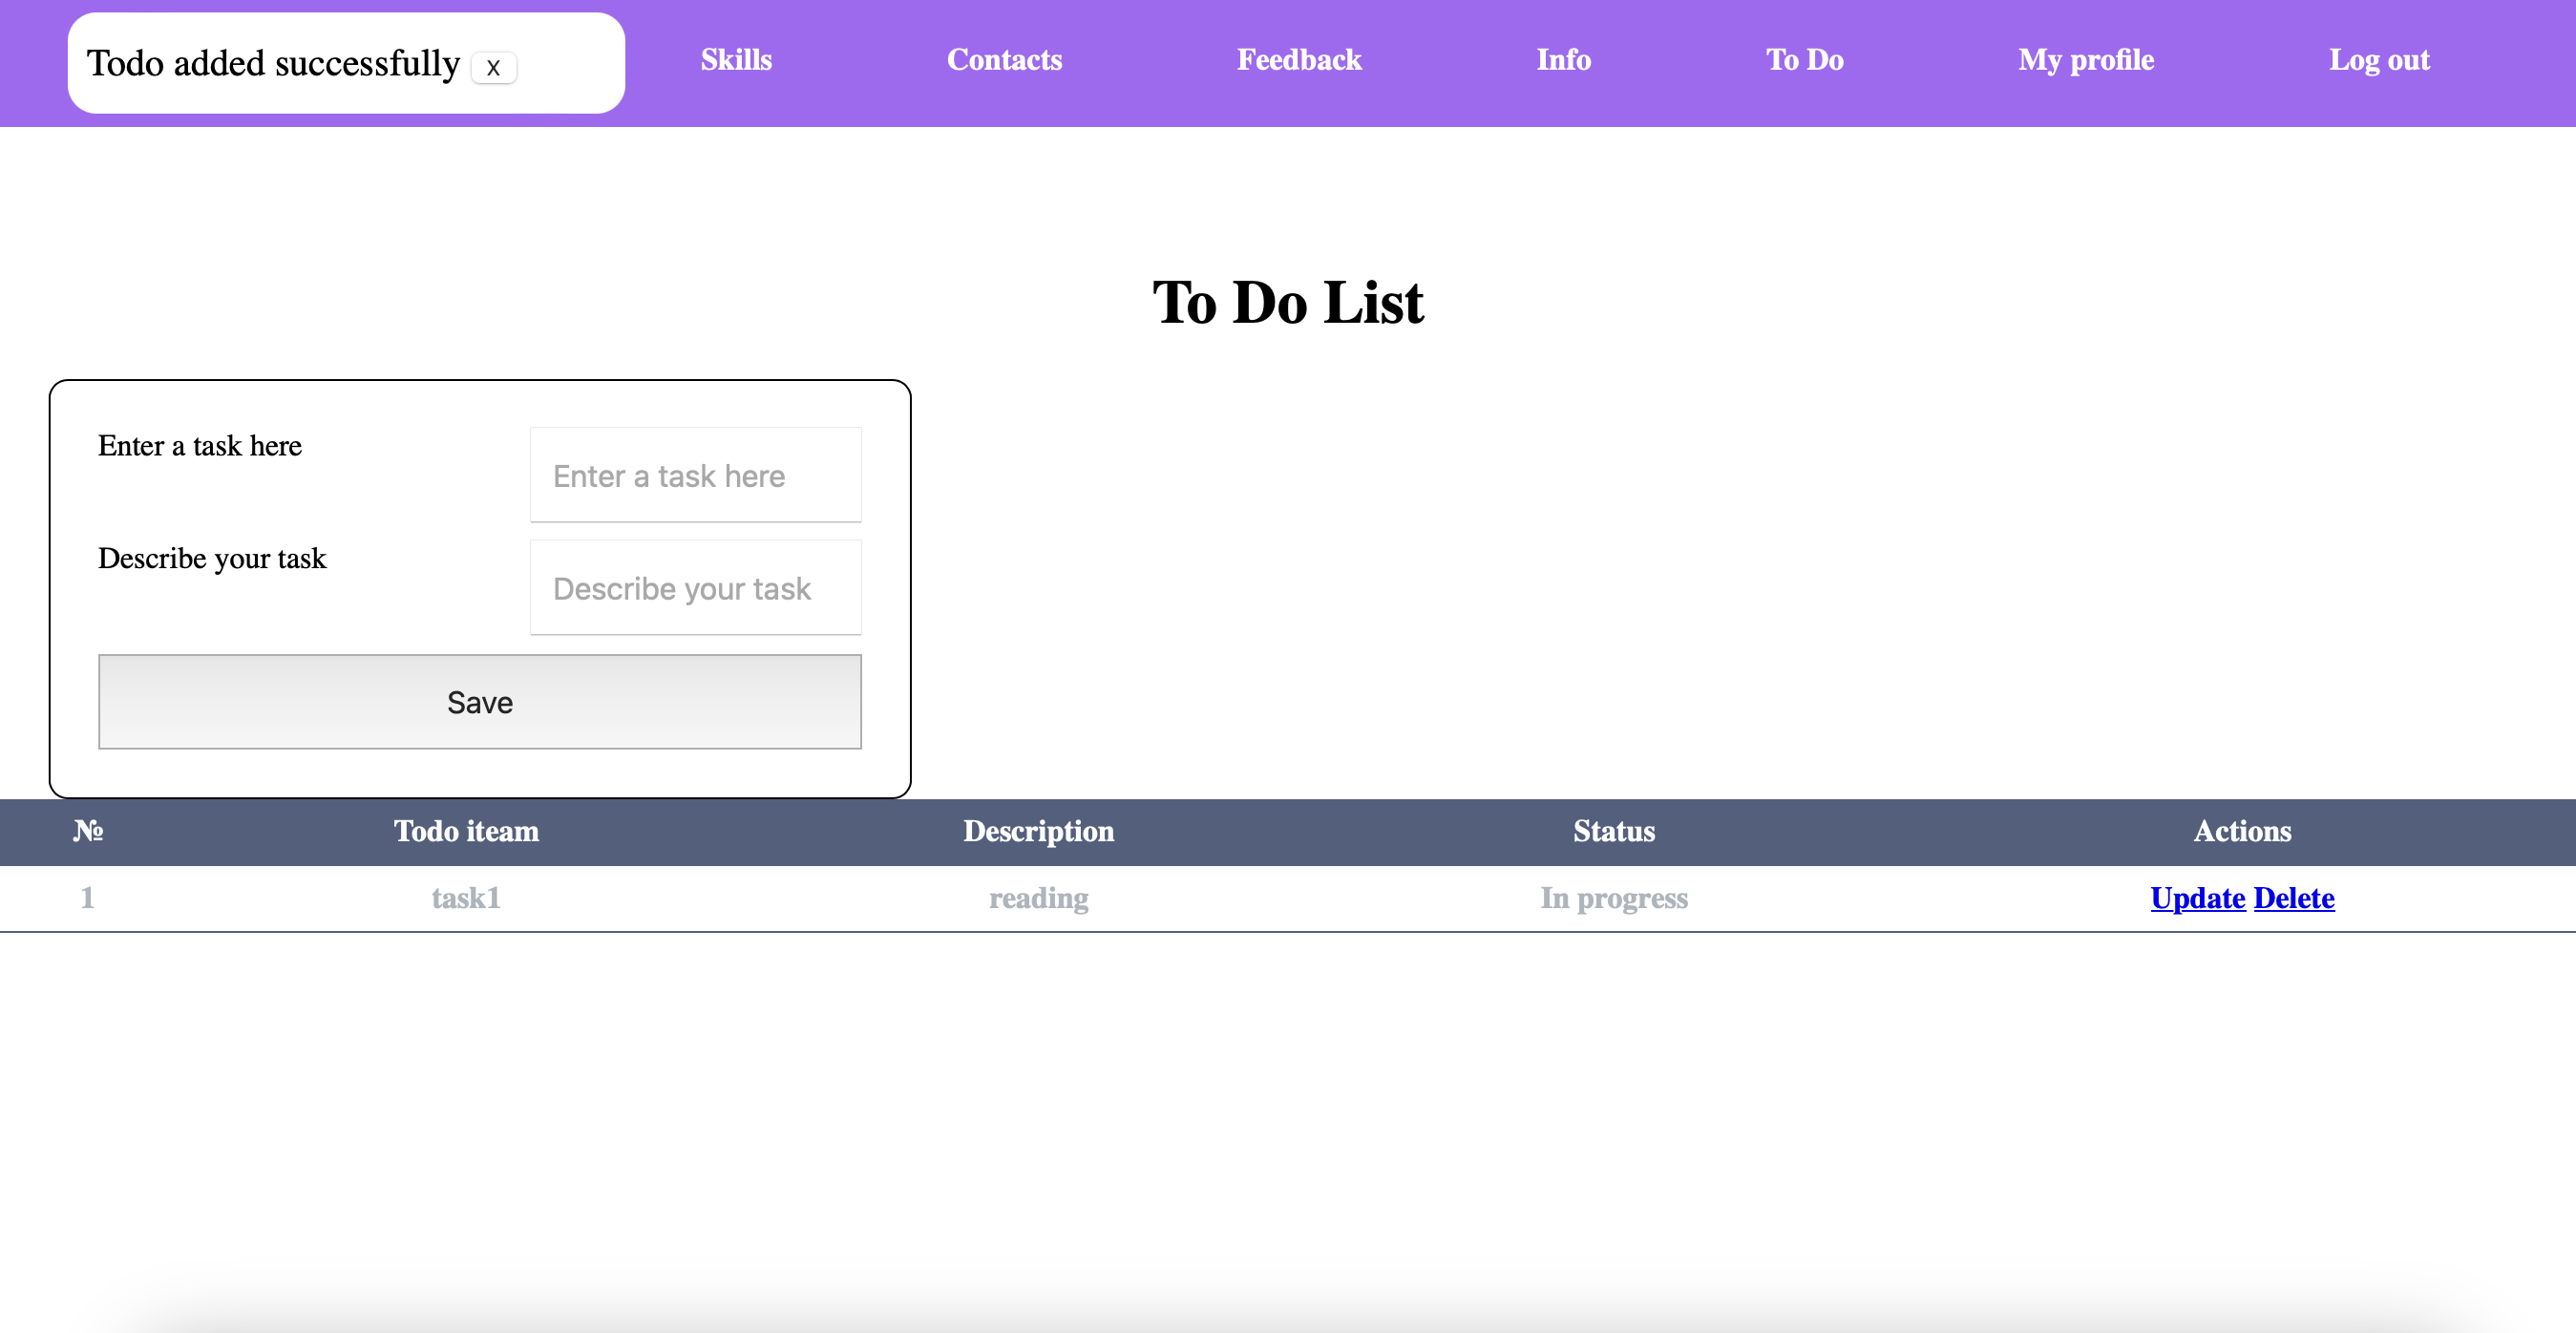 Todo added successfully X Skills Contacts Feedback Info To Do My profile Log out
To Do List
Enter a task here Enter a task here
Describe your task Describe your task
Save
№ Todo iteam Description Status Actions
1 task1 reading In progress Update Delete